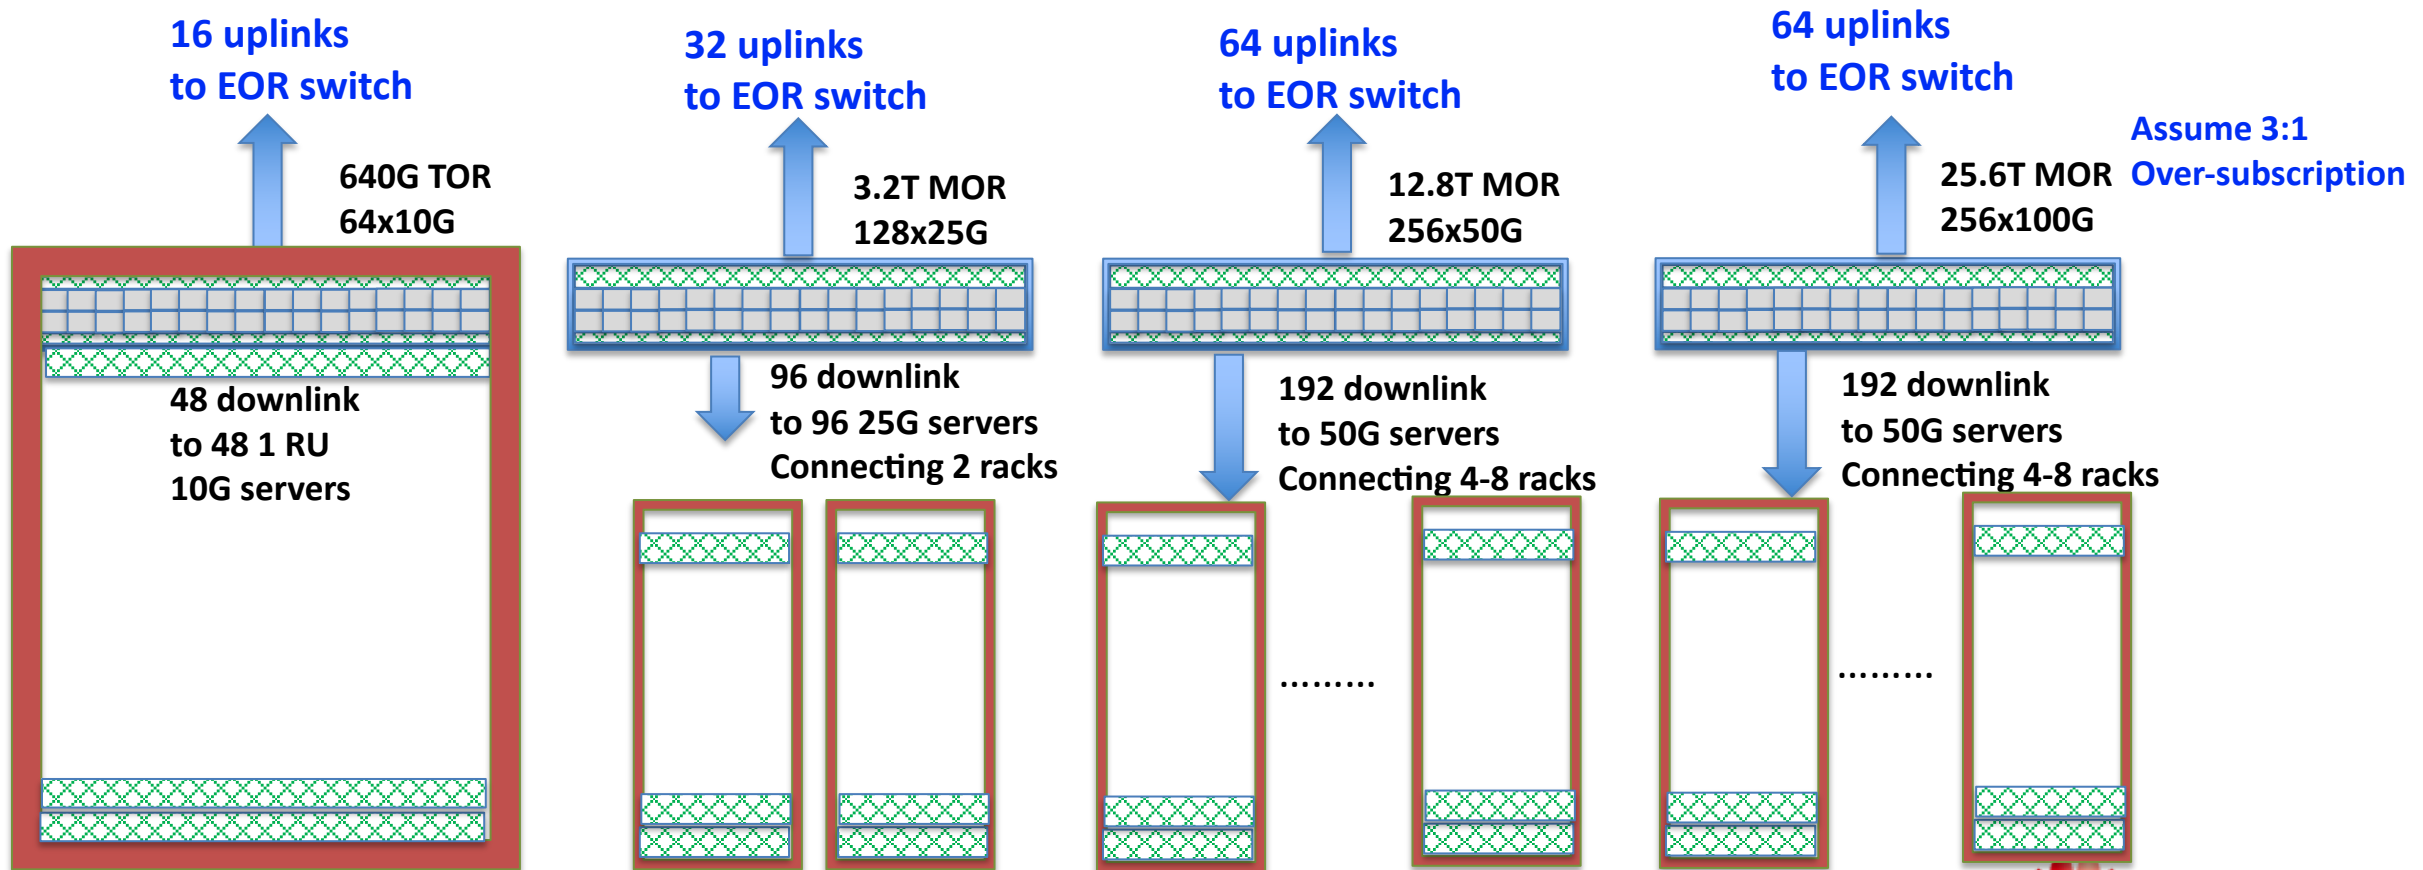 16 uplinks
to EOR switch
640G TOR
64x10G
48 downlink
to 48 1 RU
10G servers
32 uplinks
to EOR switch
3.2T MOR
128x25G
96 downlink
to 96 25G servers
Connecting 2 racks
64 uplinks
to EOR switch
12.8T MOR
256x50G
192 downlink
to 50G servers
Connecting 4-8 racks
.........
64 uplinks
to EOR switch
25.6T MOR
256x100G
Assume 3:1
Over-subscription
192 downlink
to 50G servers
Connecting 4-8 racks
.........